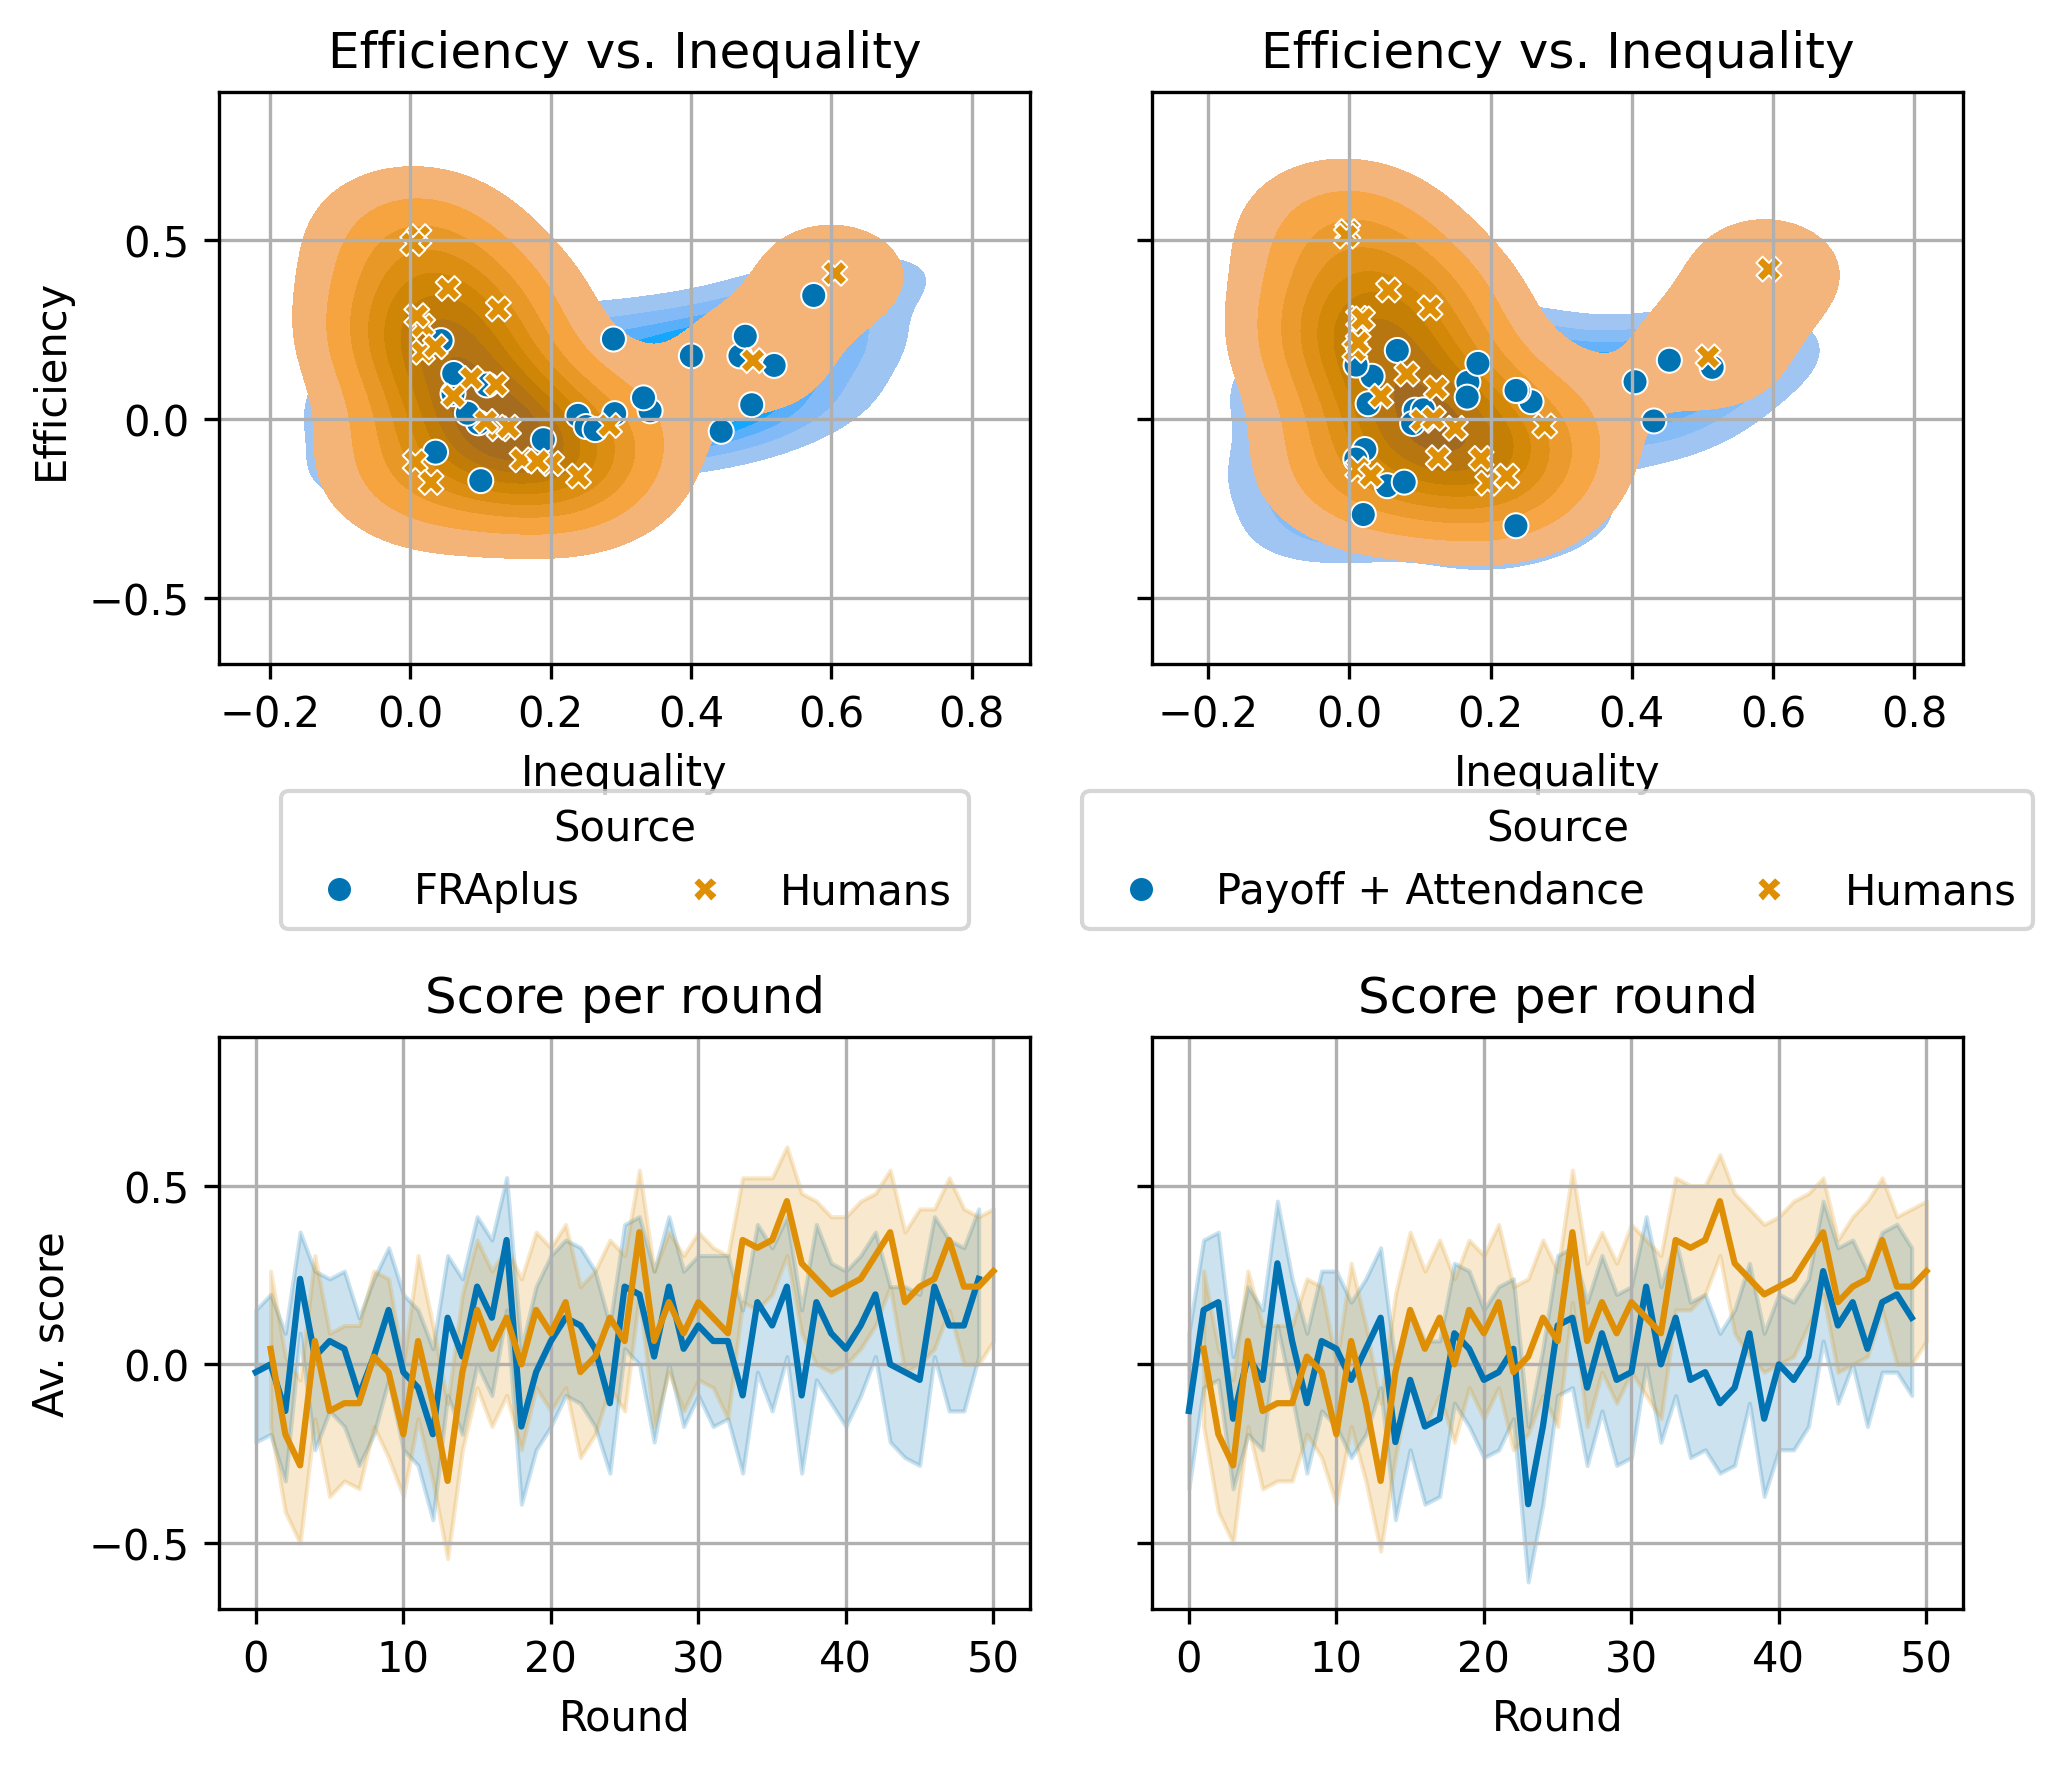 Efficiency vs. Inequality
Efficiency vs. Inequality
Efficiency
0.5
0.0
−0.5
−0.2 0.0 0.2 0.4 0.6 0.8
−0.2 0.0 0.2 0.4 0.6 0.8
Inequality
Inequality
Source
FRAplus Humans
Source
Payoff + Attendance Humans
Score per round
Score per round
Av. score
0.5
0.0
−0.5
0 10 20 30 40 50
0 10 20 30 40 50
Round
Round